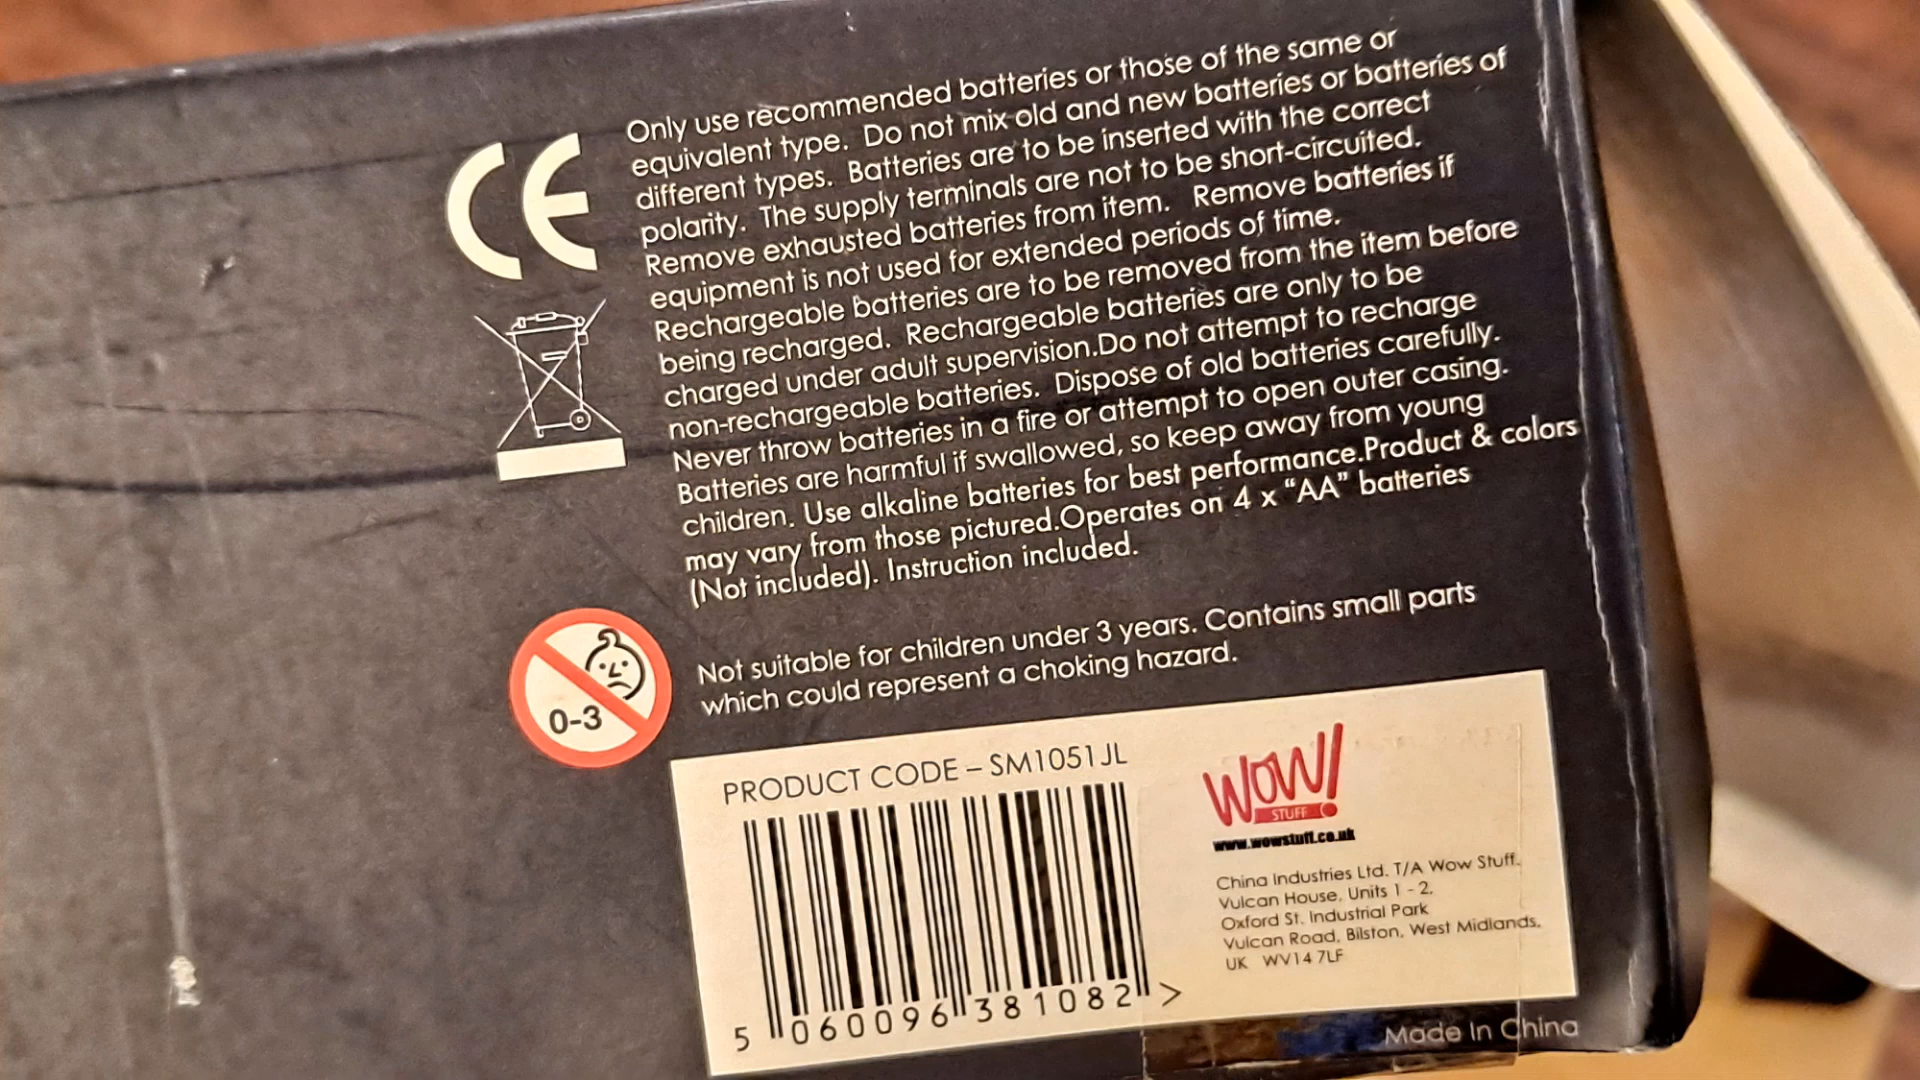 CE
Only use recommended batteries or those of the same or
equivalent type. Do not mix old and new batteries or batteries of
different types. Batteries are to be inserted with the correct
polarity. The supply terminals are not to be short-circuited.
Remove exhausted batteries from item. Remove batteries if
equipment is not used for extended periods of time.
Rechargeable batteries are to be removed from the item before
being recharged. Rechargeable batteries are only to be
charged under adult supervision.Do not attempt to recharge
non-rechargeable batteries. Dispose of old batteries carefully.
Never throw batteries in a fire or attempt to open outer casing.
Batteries are harmful if swallowed, so keep away from young
children. Use alkaline batteries for best performance.Product & colors
may vary from those pictured.Operates on 4 x “AA” batteries
(Not included). Instruction included.
0-3
Not suitable for children under 3 years. Contains small parts
which could represent a choking hazard.
PRODUCT CODE – SM1051JL
5 060096 381082 >
WOW!
STUFF
www.wowstuff.co.uk
China Industries Ltd. T/A Wow Stuff.
Vulcan House, Units 1 - 2,
Oxford St. Industrial Park
Vulcan Road, Bilston, West Midlands,
UK WV14 7LF
Made In China